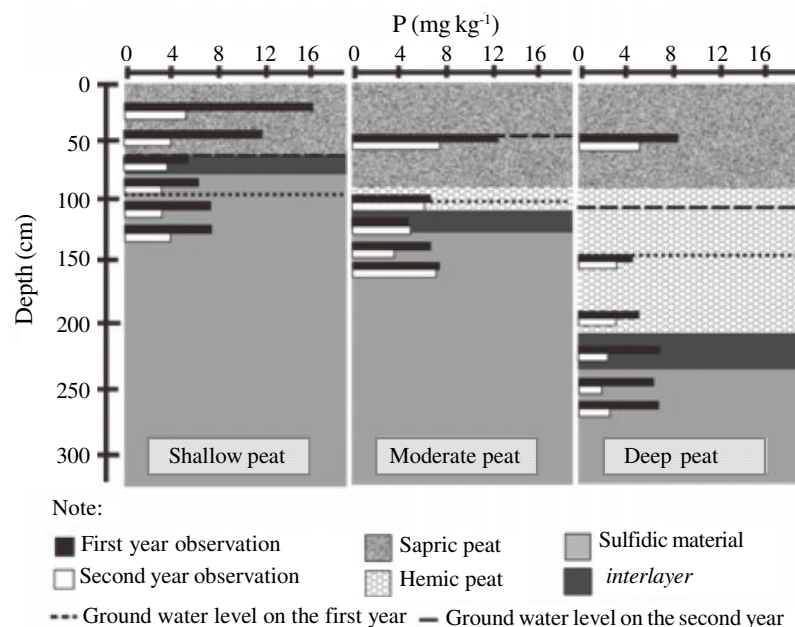 P (mg kg-1)
0 4 8 12 16 0 4 8 12 16 0 4 8 12 16
Depth (cm)
0
50
100
150
200
250
300
Shallow peat Moderate peat Deep peat
Note:
First year observation Sapric peat Sulfidic material
Second year observation Hemic peat interlayer
Ground water level on the first year Ground water level on the second year